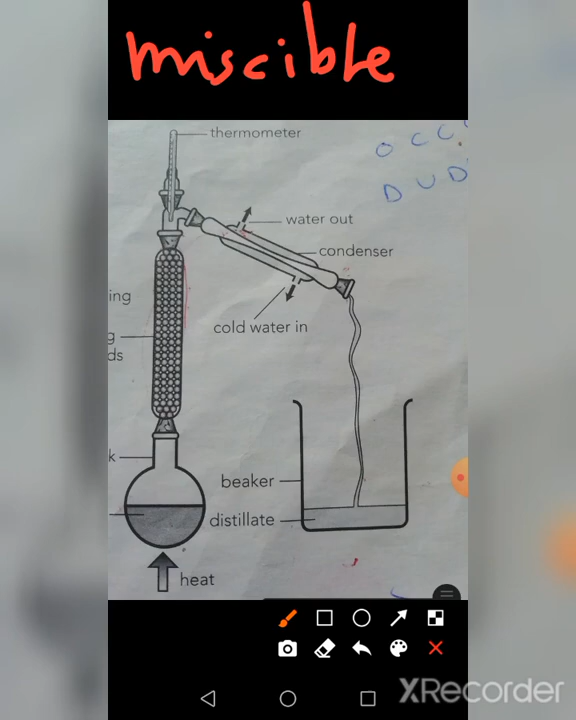 miscible
thermometer
O C C
D U D
water out
condenser
ing
cold water in
g
ds
k
beaker
distillate
heat
XRecorder